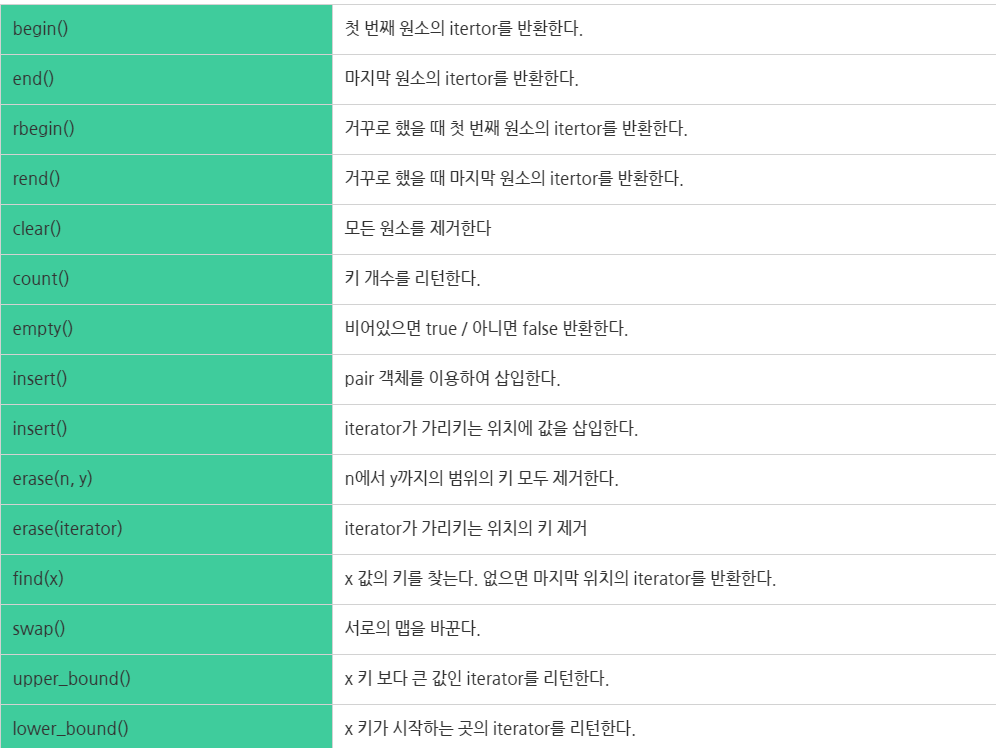 begin() 첫 번째 원소의 itertor를 반환한다.
end() 마지막 원소의 itertor를 반환한다.
rbegin() 거꾸로 했을 때 첫 번째 원소의 itertor를 반환한다.
rend() 거꾸로 했을 때 마지막 원소의 itertor를 반환한다.
clear() 모든 원소를 제거한다
count() 키 개수를 리턴한다.
empty() 비어있으면 true / 아니면 false 반환한다.
insert() pair 객체를 이용하여 삽입한다.
insert() iterator가 가리키는 위치에 값을 삽입한다.
erase(n, y) n에서 y까지의 범위의 키 모두 제거한다.
erase(iterator) iterator가 가리키는 위치의 키 제거
find(x) x 값의 키를 찾는다. 없으면 마지막 위치의 iterator를 반환한다.
swap() 서로의 맵을 바꾼다.
upper_bound() x 키 보다 큰 값인 iterator를 리턴한다.
lower_bound() x 키가 시작하는 곳의 iterator를 리턴한다.